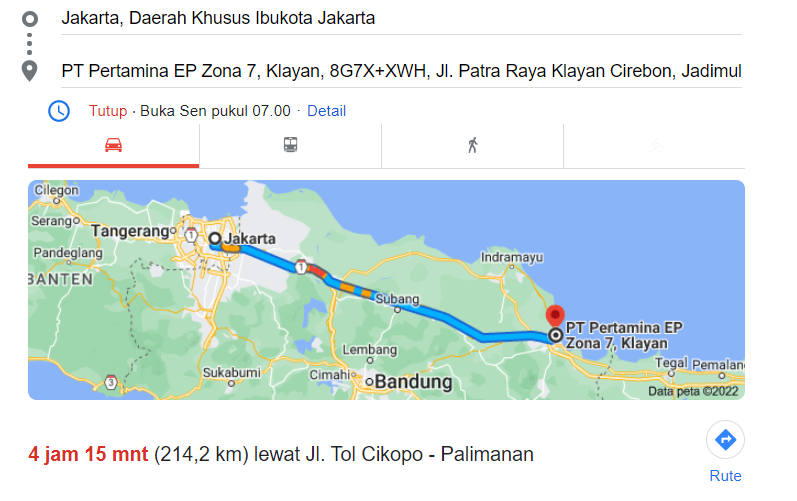 Jakarta, Daerah Khusus Ibukota Jakarta
PT Pertamina EP Zona 7, Klayan, 8G7X+XWH, Jl. Patra Raya Klayan Cirebon, Jadimul
Tutup · Buka Sen pukul 07.00 · Detail
Cilegon
Serang
Tangerang
1
Jakarta
Pandeglang
BANTEN
1
Indramayu
Subang
PT Pertamina EP
Zona 7, Klayan
Lembang
Tegal
Pemalan
Sukabumi
Cimahi
Bandung
3
Data peta ©2022
4 jam 15 mnt (214,2 km) lewat Jl. Tol Cikopo - Palimanan
Rute